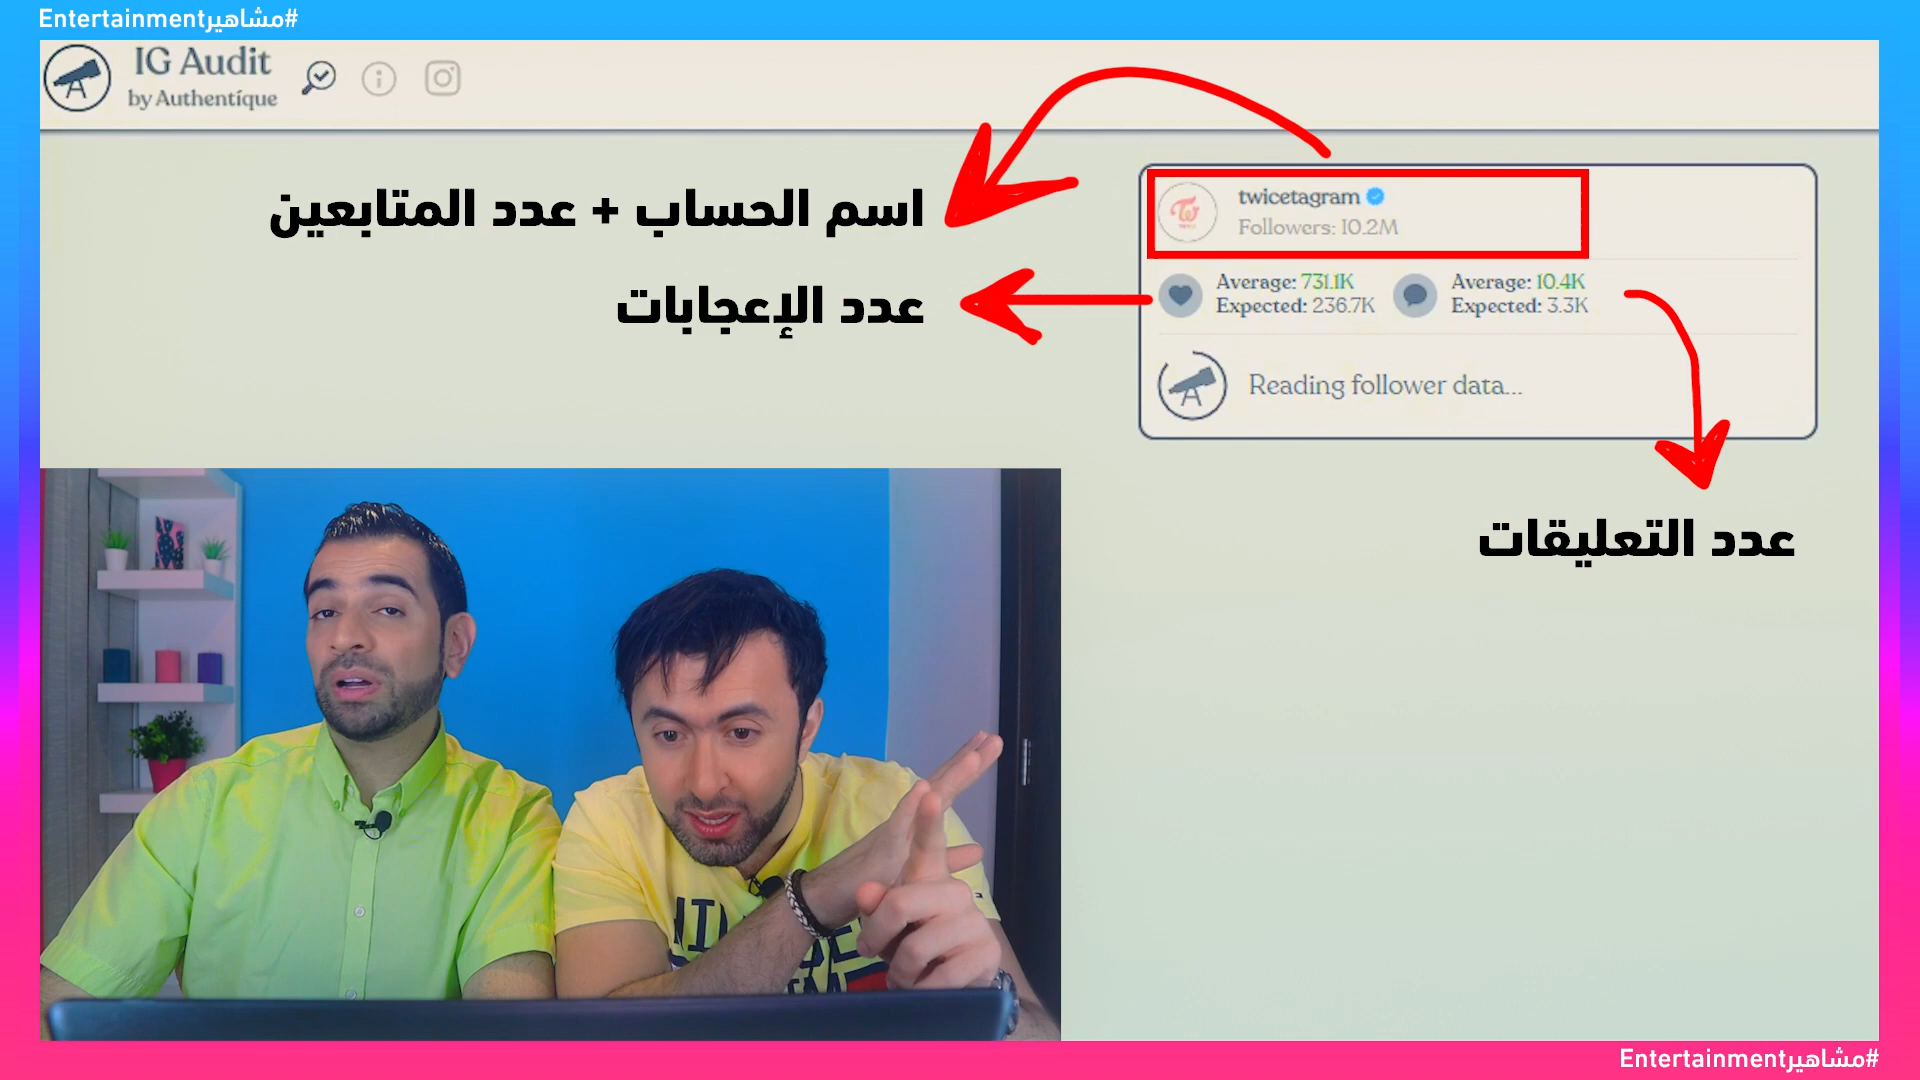 #مشاهيرEntertainment
IG Audit
by Authentique
اسم الحساب + عدد المتابعين
عدد الإعجابات
twicetagram
Followers: 10.2M
Average: 731.1K
Expected: 236.7K
Average: 10.4K
Expected: 3.3K
Reading follower data...
عدد التعليقات
#مشاهيرEntertainment